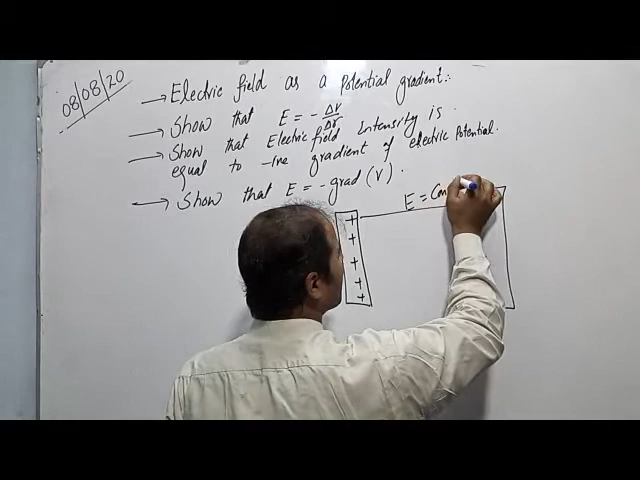 08/08/20
→ Electric field as a Potential gradient:.
→ Show that E = - ΔV/Δr
→ Show that Electric field Intensity is
equal to -ive gradient of electric potential.
→ Show that E = - grad (V).
E = Con
+
+
+
+
+